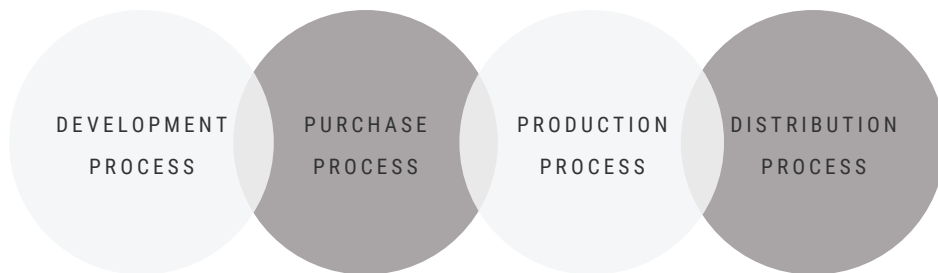 DEVELOPMENT
PROCESS
PURCHASE
PROCESS
PRODUCTION
PROCESS
DISTRIBUTION
PROCESS